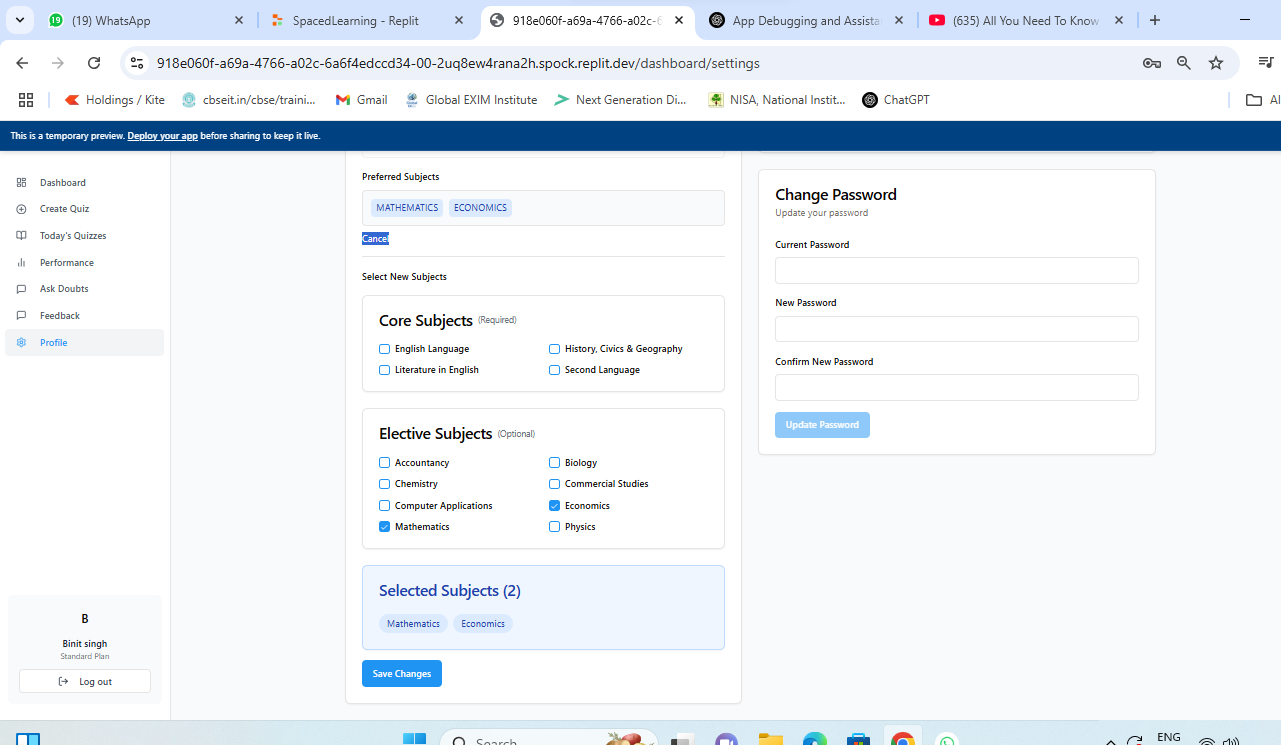 (19) WhatsApp
SpacedLearning - Replit
918e060f-a69a-4766-a02c-6
App Debugging and Assista
(635) All You Need To Know
918e060f-a69a-4766-a02c-6a6f4edccd34-00-2uq8ew4rana2h.spock.replit.dev/dashboard/settings
Holdings / Kite
cbseit.in/cbse/traini...
Gmail
Global EXIM Institute
Next Generation Di...
NISA, National Instit...
ChatGPT
Al
This is a temporary preview. Deploy your app before sharing to keep it live.
Dashboard
Create Quiz
Today's Quizzes
Performance
Ask Doubts
Feedback
Profile
B
Binit singh
Standard Plan
Log out
Preferred Subjects
MATHEMATICS ECONOMICS
Cancel
Select New Subjects
Core Subjects (Required)
English Language History, Civics & Geography
Literature in English Second Language
Elective Subjects (Optional)
Accountancy Biology
Chemistry Commercial Studies
Computer Applications Economics
Mathematics Physics
Selected Subjects (2)
Mathematics Economics
Save Changes
Change Password
Update your password
Current Password
New Password
Confirm New Password
Update Password
Search
ENG